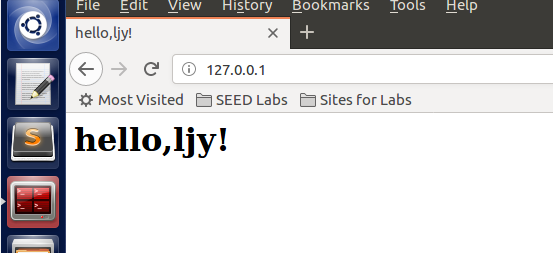 File Edit View History Bookmarks Tools Help
hello,ljy!
127.0.0.1
Most Visited SEED Labs Sites for Labs
hello,ljy!